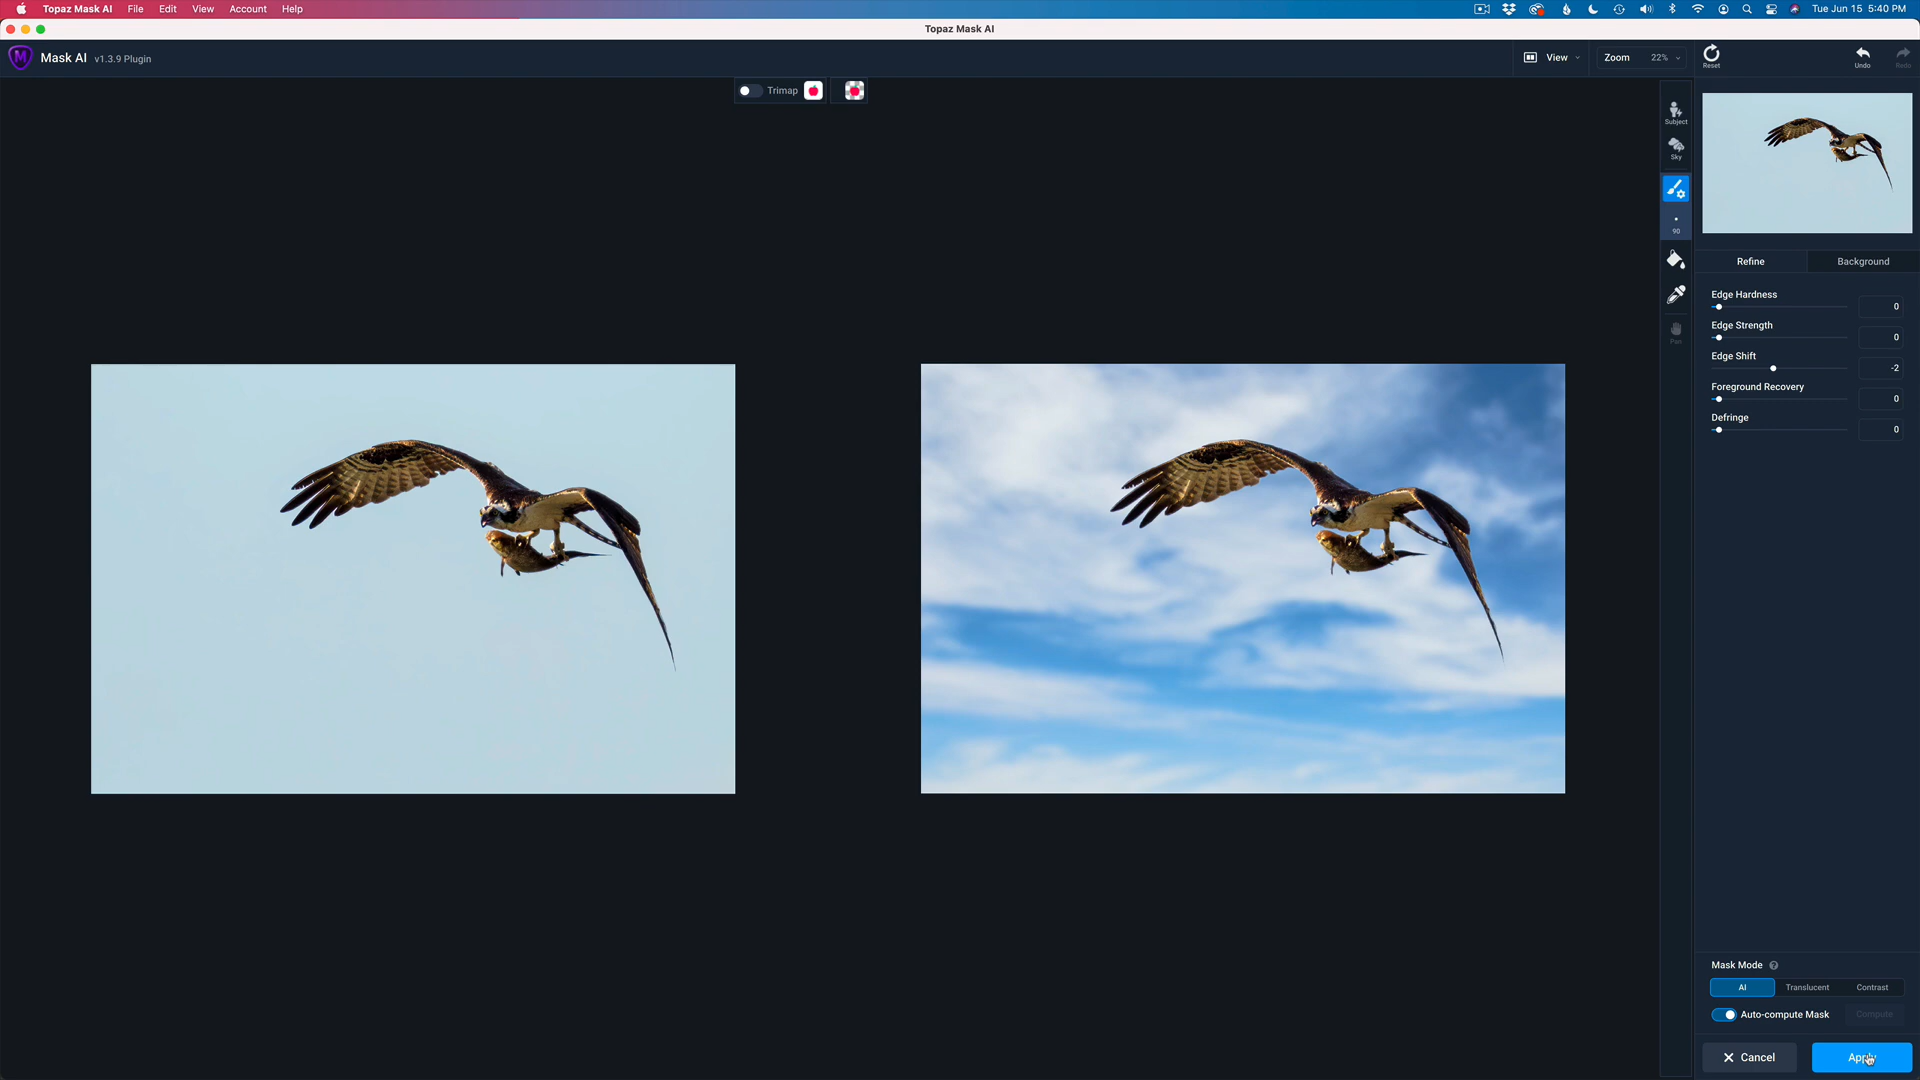 Topaz Mask AI File Edit View Account Help Tue Jun 15 5:40 PM
Topaz Mask AI
Mask AI v1.3.9 Plugin View Zoom 22% Reset Undo Redo
Trimap
Subject
Sky
90
Pan
Refine Background
Edge Hardness
0
Edge Strength
0
Edge Shift
-2
Foreground Recovery
0
Defringe
0
Mask Mode ?
AI Translucent Contrast
Auto-compute Mask Compute
Cancel Apply